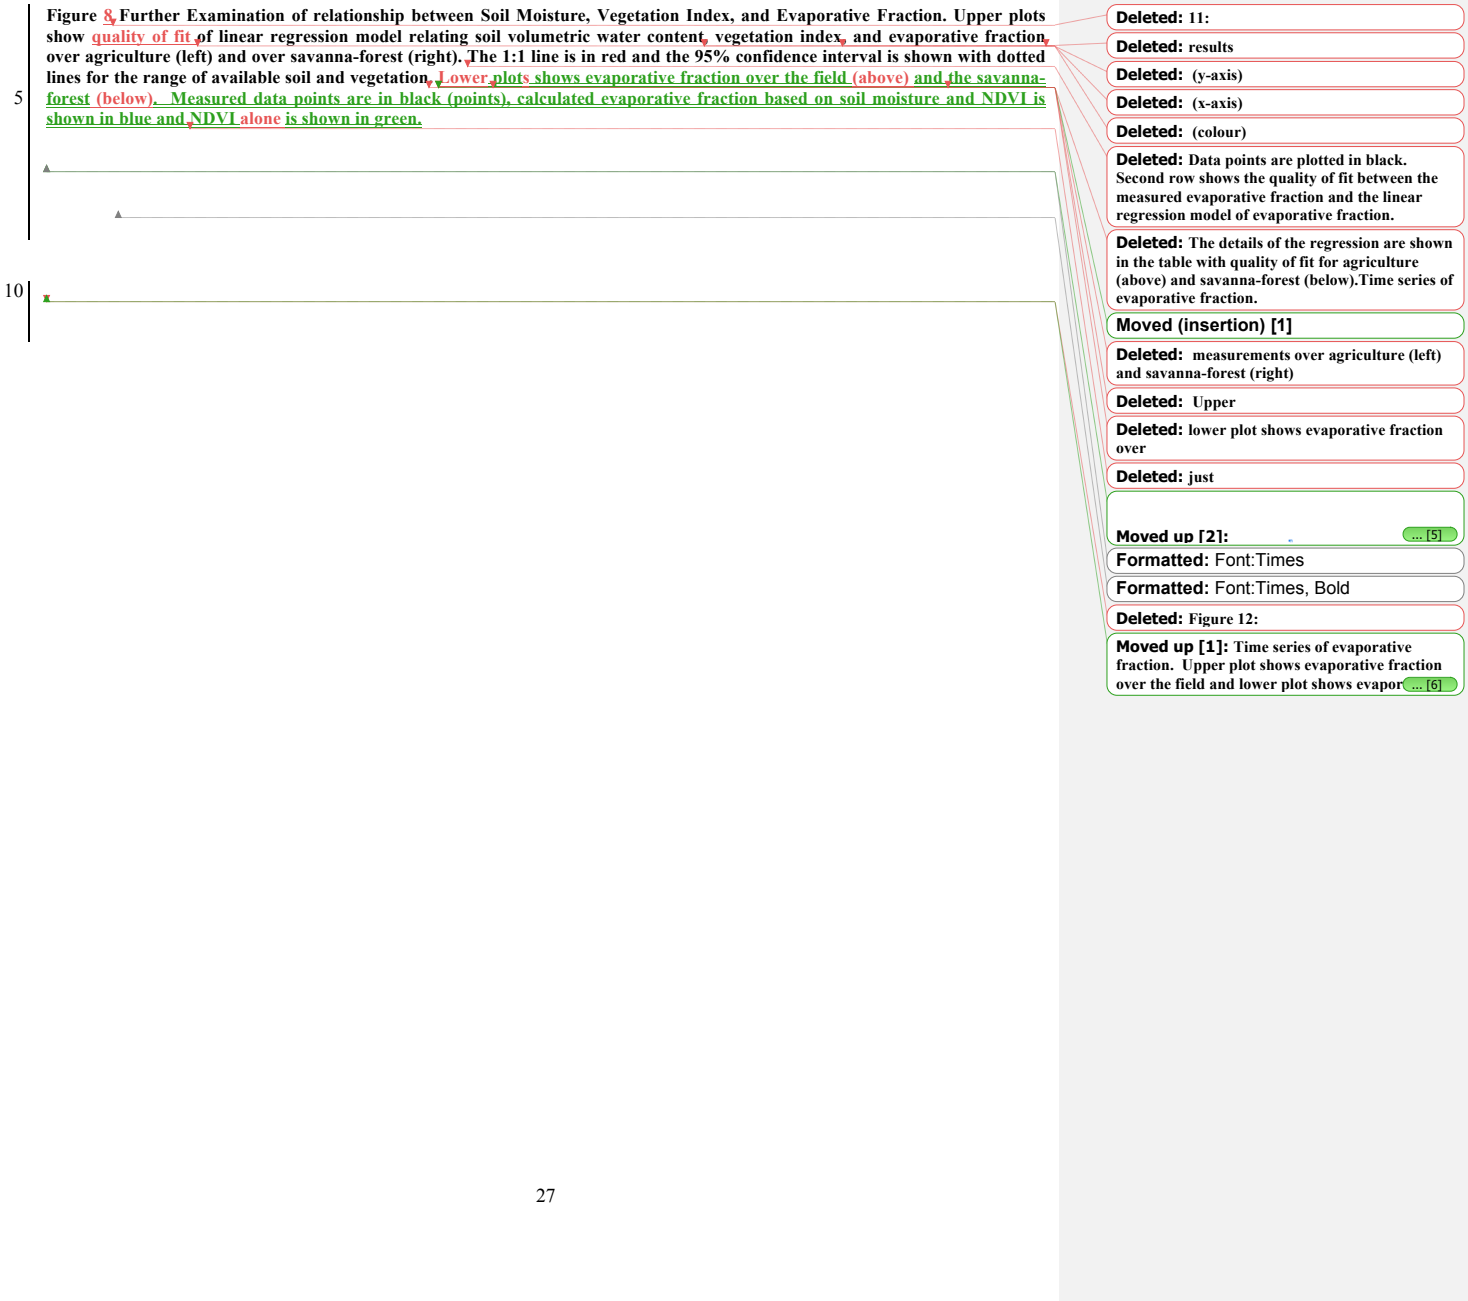 Figure 8 Further Examination of relationship between Soil Moisture, Vegetation Index, and Evaporative Fraction. Upper plots
show quality of fit of linear regression model relating soil volumetric water content, vegetation index, and evaporative fraction
over agriculture (left) and over savanna-forest (right). The 1:1 line is in red and the 95% confidence interval is shown with dotted
lines for the range of available soil and vegetation. Lower plots shows evaporative fraction over the field (above) and the savanna-
5
forest (below).  Measured data points are in black (points), calculated evaporative fraction based on soil moisture and NDVI is
shown in blue and NDVI alone is shown in green.
10
27
Deleted: 11:
Deleted: results
Deleted: (y-axis)
Deleted: (x-axis)
Deleted: (colour)
Deleted: Data points are plotted in black.
Second row shows the quality of fit between the
measured evaporative fraction and the linear
regression model of evaporative fraction.
Deleted: The details of the regression are shown
in the table with quality of fit for agriculture
(above) and savanna-forest (below).Time series of
evaporative fraction.
Moved (insertion) [1]
Deleted: measurements over agriculture (left)
and savanna-forest (right)
Deleted: Upper
Deleted: lower plot shows evaporative fraction
over
Deleted: just
Moved up [2]: ... [5]
Formatted: Font:Times
Formatted: Font:Times, Bold
Deleted: Figure 12:
Moved up [1]: Time series of evaporative
fraction.  Upper plot shows evaporative fraction
over the field and lower plot shows evapor ... [6]